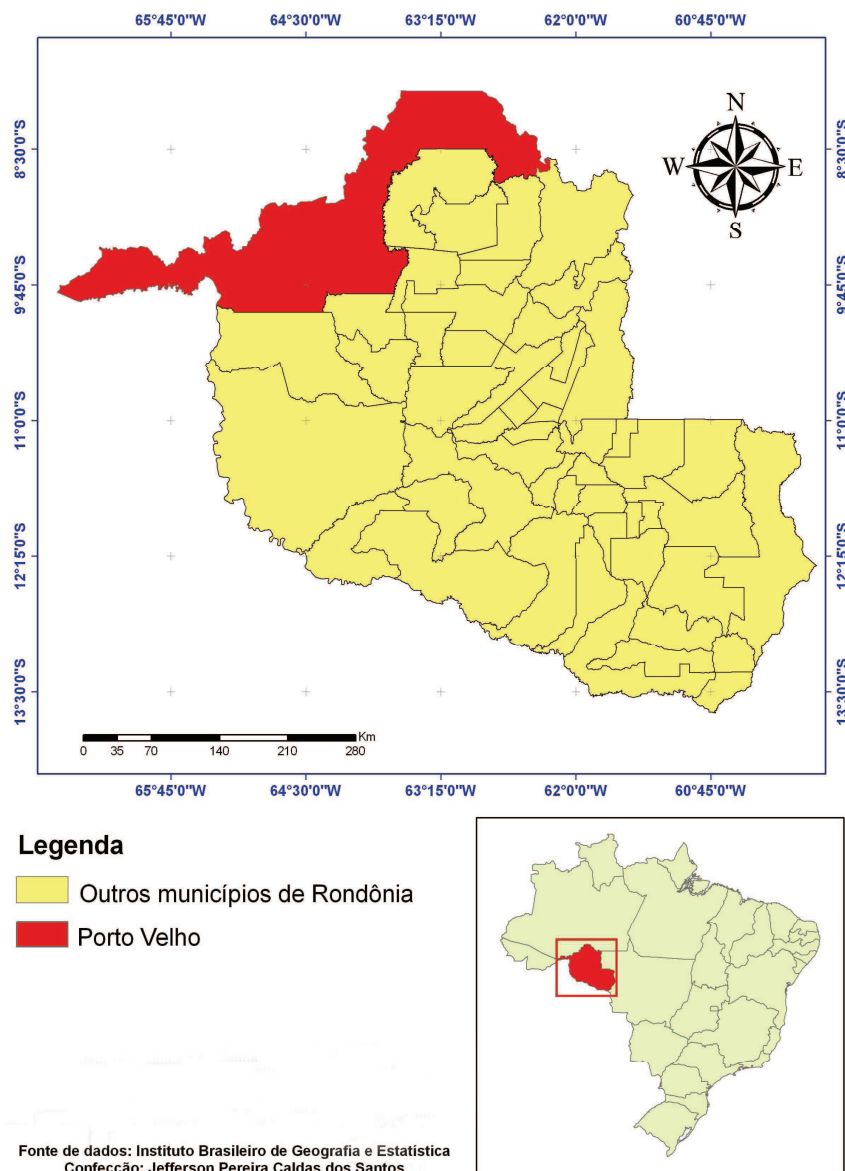 65°45'0"W 64°30'0"W 63°15'0"W 62°0'0"W 60°45'0"W
N
W E
S
8°30'0"S 8°30'0"S
9°45'0"S 9°45'0"S
11°0'0"S 11°0'0"S
12°15'0"S 12°15'0"S
13°30'0"S 13°30'0"S
Km
0 35 70 140 210 280
65°45'0"W 64°30'0"W 63°15'0"W 62°0'0"W 60°45'0"W
Legenda
Outros municípios de Rondônia
Porto Velho
Fonte de dados: Instituto Brasileiro de Geografia e Estatística
Confecção: Jefferson Pereira Caldas dos Santos